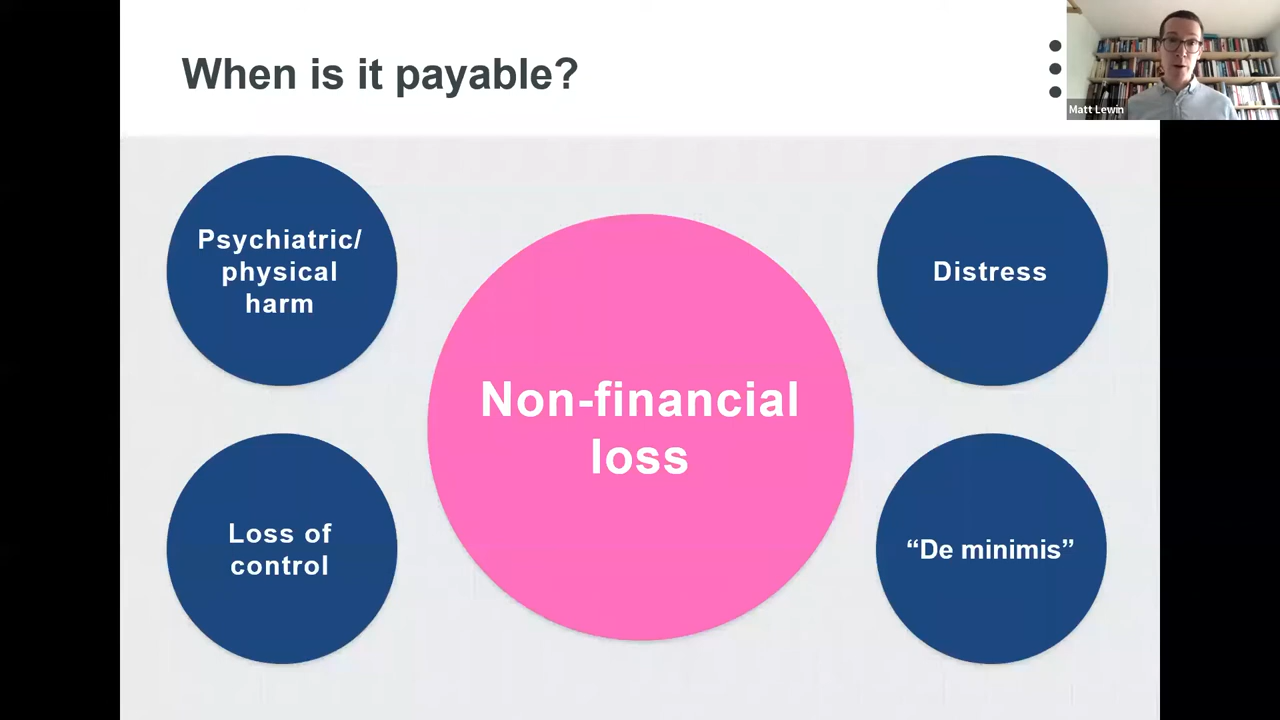 When is it payable?
Matt Lewin
Psychiatric/
physical
harm
Distress
Non-financial
loss
Loss of
control
“De minimis”